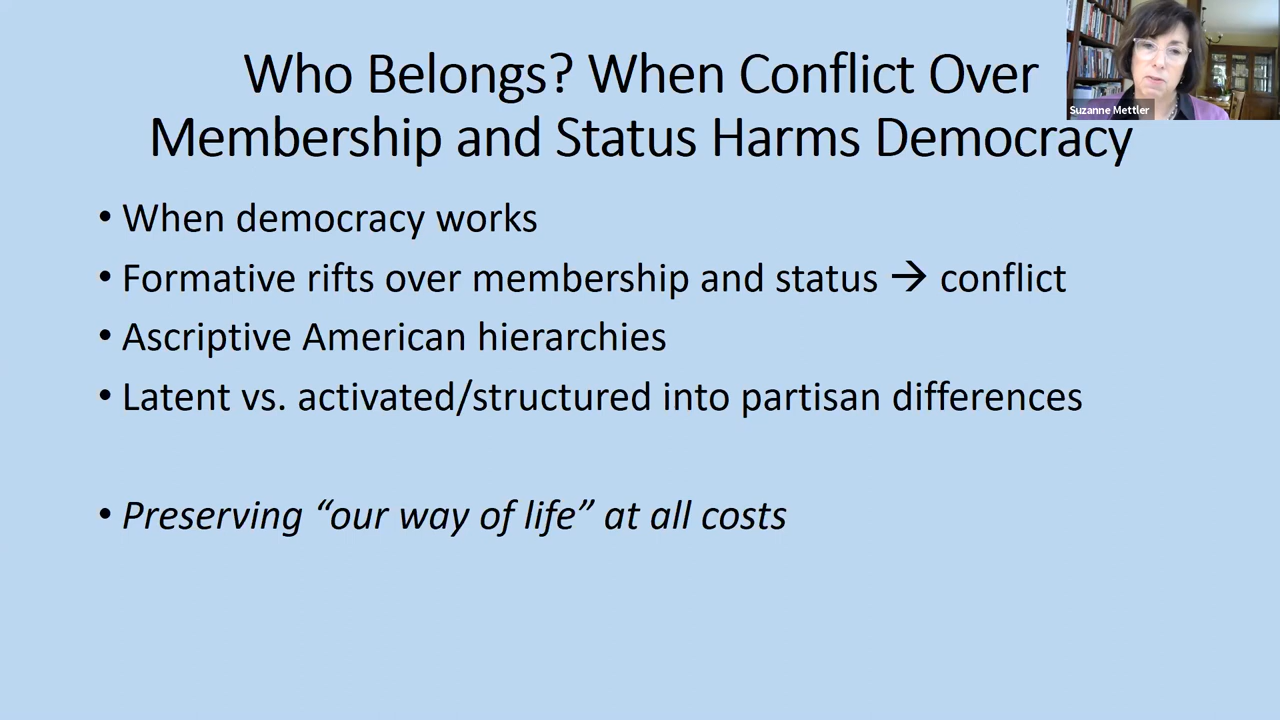 Who Belongs? When Conflict Over
Membership and Status Harms Democracy
Suzanne Mettler
• When democracy works
• Formative rifts over membership and status → conflict
• Ascriptive American hierarchies
• Latent vs. activated/structured into partisan differences
• Preserving “our way of life” at all costs